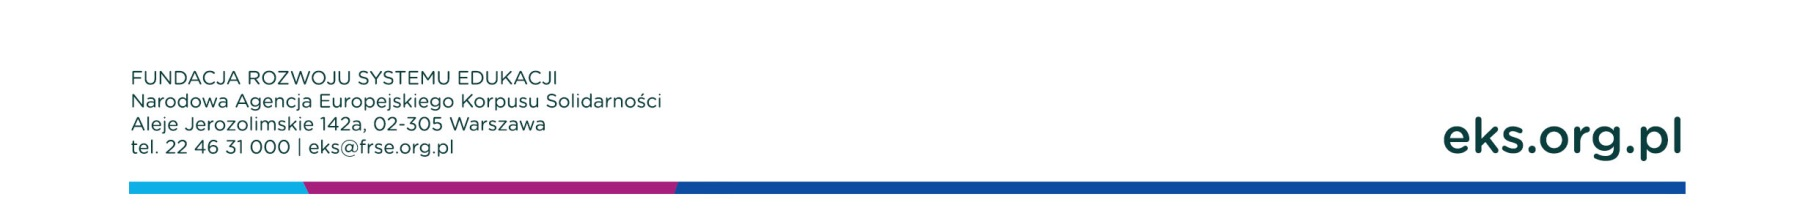 FUNDACJA ROZWOJU SYSTEMU EDUKACJI
Narodowa Agencja Europejskiego Korpusu Solidarności
Aleje Jerozolimskie 142a, 02-305 Warszawa
tel. 22 46 31 000 | eks@frse.org.pl
eks.org.pl